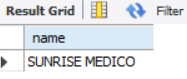 Result Grid Filter
name
SUNRISE MEDICO